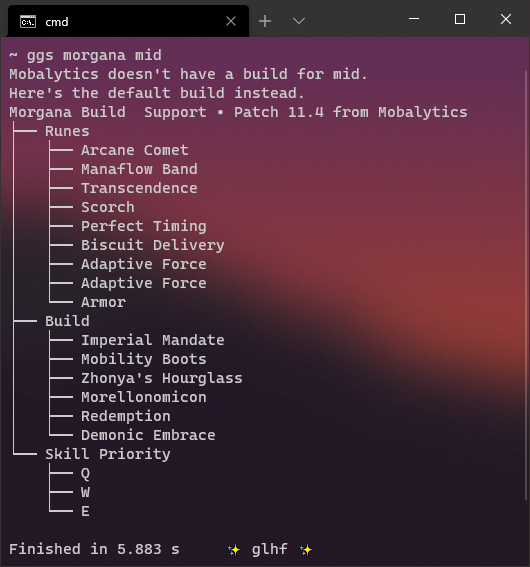 cmd
~ ggs morgana mid
Mobalytics doesn't have a build for mid.
Here's the default build instead.
Morgana Build  Support • Patch 11.4 from Mobalytics
Runes
Arcane Comet
Manaflow Band
Transcendence
Scorch
Perfect Timing
Biscuit Delivery
Adaptive Force
Adaptive Force
Armor
Build
Imperial Mandate
Mobility Boots
Zhonya's Hourglass
Morellonomicon
Redemption
Demonic Embrace
Skill Priority
Q
W
E
Finished in 5.883 s     ✨ glhf ✨